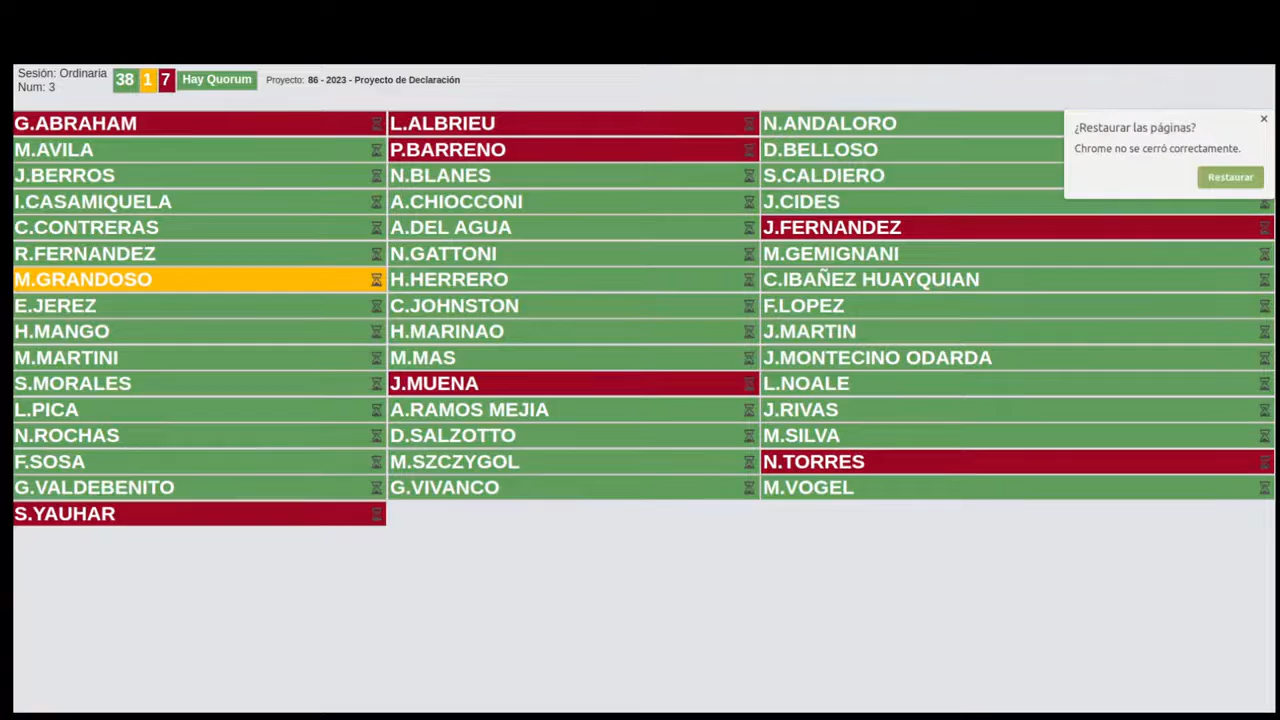 Sesión: Ordinaria
Num: 3
38 1 7 Hay Quorum
Proyecto: 86 - 2023 - Proyecto de Declaración
G.ABRAHAM L.ALBRIEU N.ANDALORO
M.AVILA P.BARRENO D.BELLOSO
J.BERROS N.BLANES S.CALDIERO
I.CASAMIQUELA A.CHIOCCONI J.CIDES
C.CONTRERAS A.DEL AGUA J.FERNANDEZ
R.FERNANDEZ N.GATTONI M.GEMIGNANI
M.GRANDOSO H.HERRERO C.IBAÑEZ HUAYQUIAN
E.JEREZ C.JOHNSTON F.LOPEZ
H.MANGO H.MARINAO J.MARTIN
M.MARTINI M.MAS J.MONTECINO ODARDA
S.MORALES J.MUENA L.NOALE
L.PICA A.RAMOS MEJIA J.RIVAS
N.ROCHAS D.SALZOTTO M.SILVA
F.SOSA M.SZCZYGOL N.TORRES
G.VALDEBENITO G.VIVANCO M.VOGEL
S.YAUHAR
¿Restaurar las páginas?
Chrome no se cerró correctamente.
Restaurar